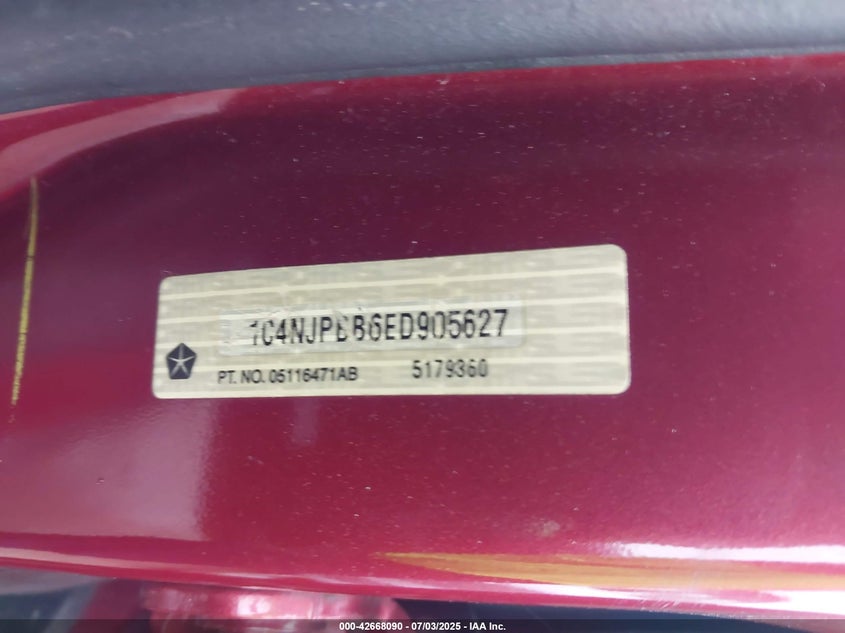 1C4NJPBB6ED905627
PT. NO. 05116471AB 5179360
000-42668090 - 07/03/2025 - IAA Inc.